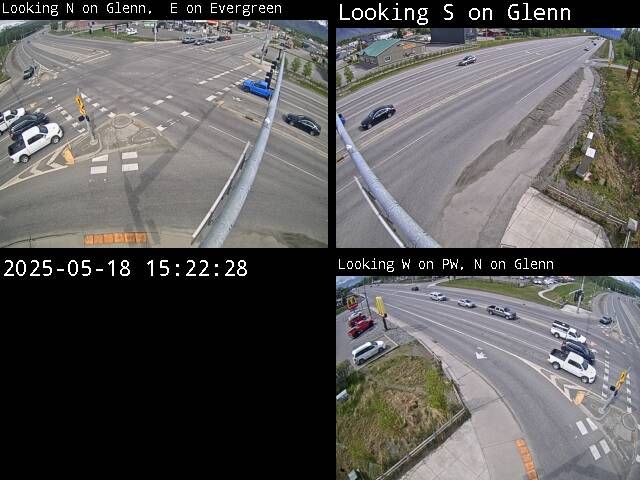 Looking N on Glenn,  E on Evergreen
Looking S on Glenn
2025-05-18 15:22:28
Looking W on PW, N on Glenn